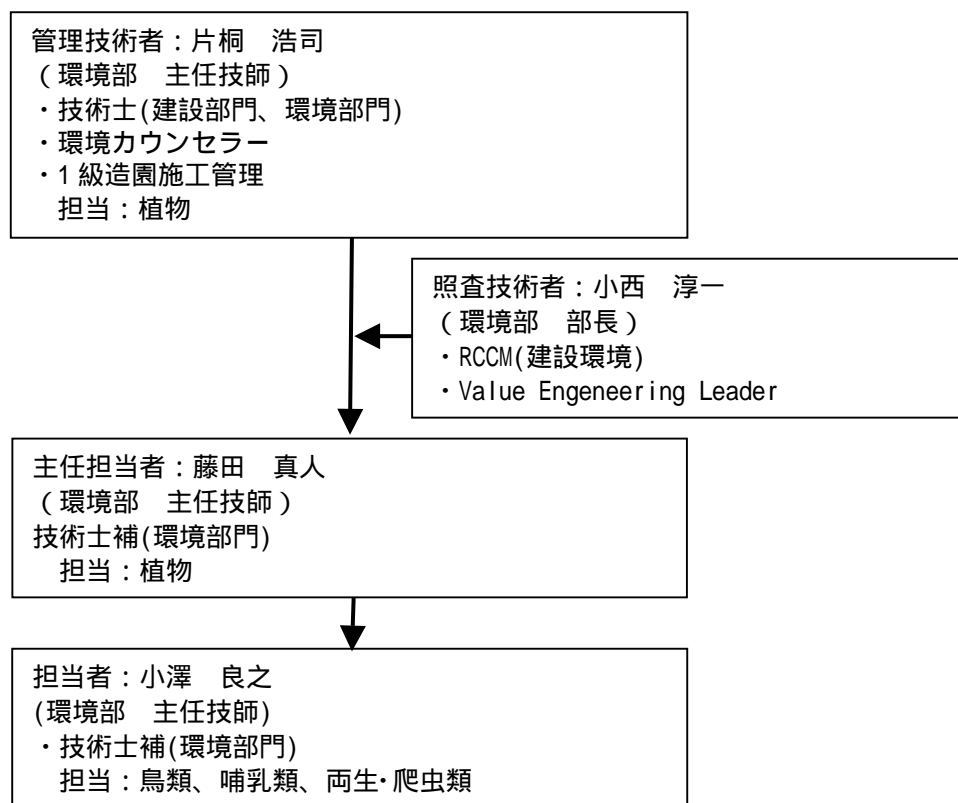 管理技術者：片桐　浩司
（環境部　主任技師）
・技術士(建設部門、環境部門)
・環境カウンセラー
・1級造園施工管理
　担当：植物
照査技術者：小西　淳一
（環境部　部長）
・RCCM(建設環境)
・Value Engeneering Leader
主任担当者：藤田　真人
（環境部　主任技師）
技術士補(環境部門)
　担当：植物
担当者：小澤　良之
(環境部　主任技師)
・技術士補(環境部門)
　担当：鳥類、哺乳類、両生・爬虫類